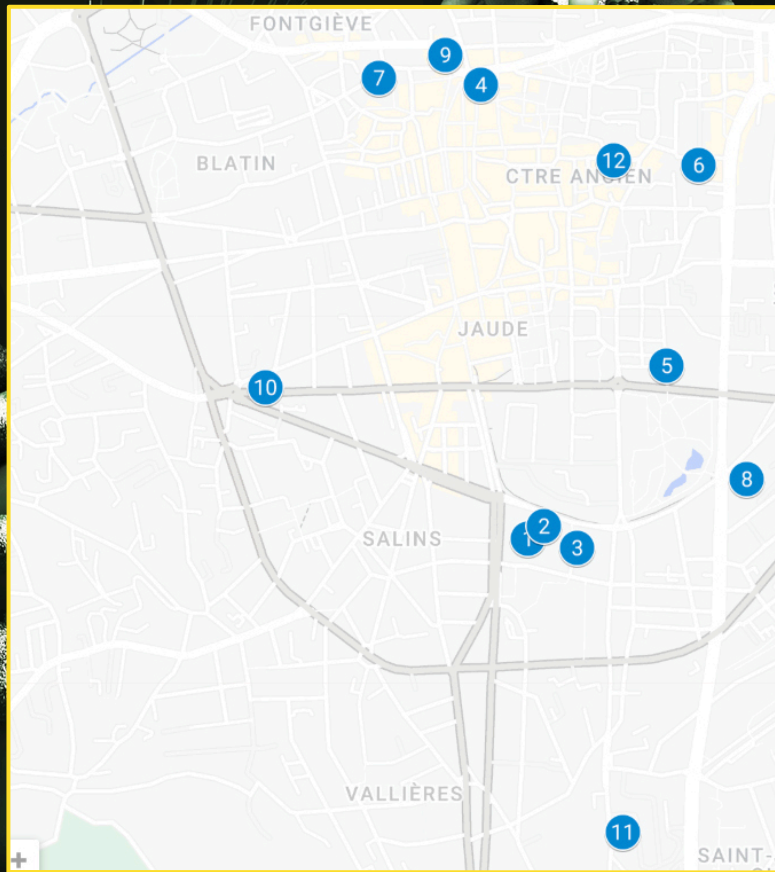 FONTGIÈVE
9
7
4
BLATIN
12
6
CTRE ANCIEN
JAUDE
5
10
8
2
1
SALINS
3
VALLIÈRES
11
SAINT-
+